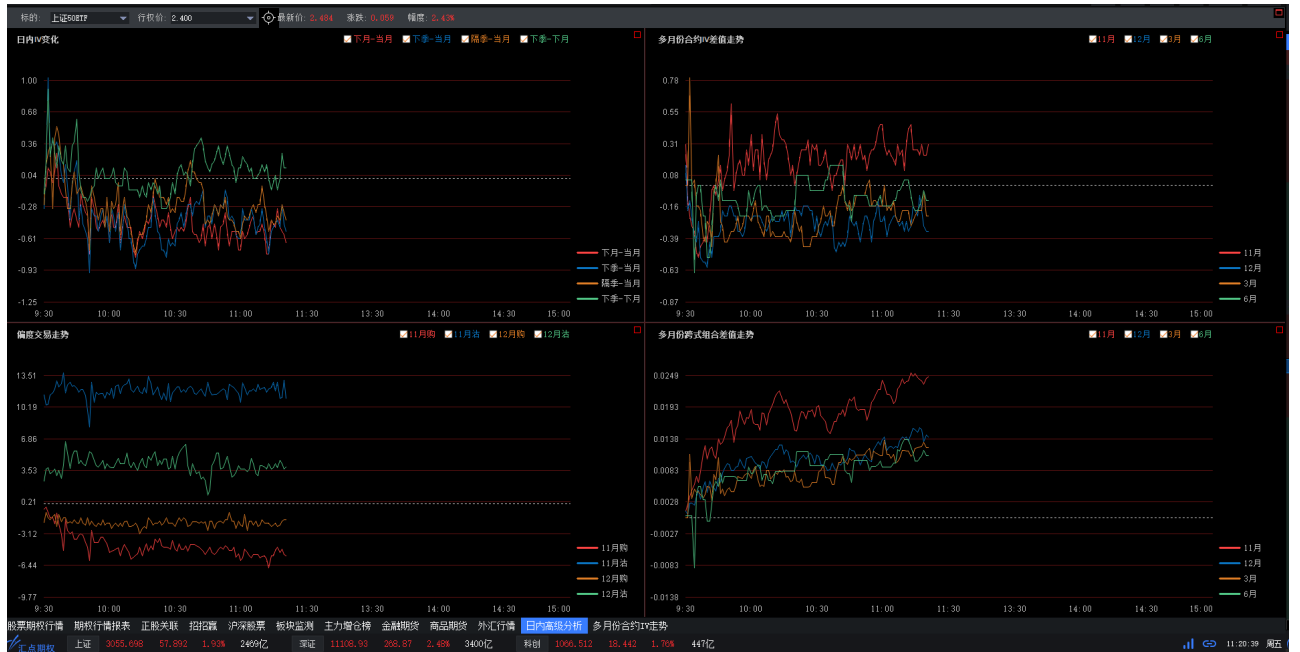 标的: 上证50ETF 行权价: 2.400 最新价: 2.484 涨跌: 0.059 幅度: 2.43%
日内IV变化 下月-当月 下季-当月 隔季-当月 下季-下月
1.00
0.68
0.36
0.04
-0.28
-0.61
-0.93
-1.25
下月-当月
下季-当月
隔季-当月
下季-下月
9:30 10:00 10:30 11:00 11:30 13:30 14:00 14:30 15:00
多月份合约IV差值走势 11月 12月 3月 6月
0.78
0.55
0.31
0.08
-0.16
-0.39
-0.63
-0.87
11月
12月
3月
6月
9:30 10:00 10:30 11:00 11:30 13:30 14:00 14:30 15:00
偏度交易走势 11月购 11月沽 12月购 12月沽
13.51
10.19
6.86
3.53
0.21
-3.12
-6.44
-9.77
11月购
11月沽
12月购
12月沽
9:30 10:00 10:30 11:00 11:30 13:30 14:00 14:30 15:00
多月份跨式组合差值走势 11月 12月 3月 6月
0.0249
0.0193
0.0138
0.0083
0.0028
-0.0027
-0.0083
-0.0138
11月
12月
3月
6月
9:30 10:00 10:30 11:00 11:30 13:30 14:00 14:30 15:00
股票期权行情 期权行情报表 正股关联 招招赢 沪深股票 板块监测 主力增仓榜 金融期货 商品期货 外汇行情 日内高级分析 多月份合约IV走势
汇点期权 上证 3055.698 57.892 1.93% 2469亿 深证 11108.93 268.87 2.48% 3400亿 科创 1066.512 18.442 1.76% 447亿 11:20:39 周五